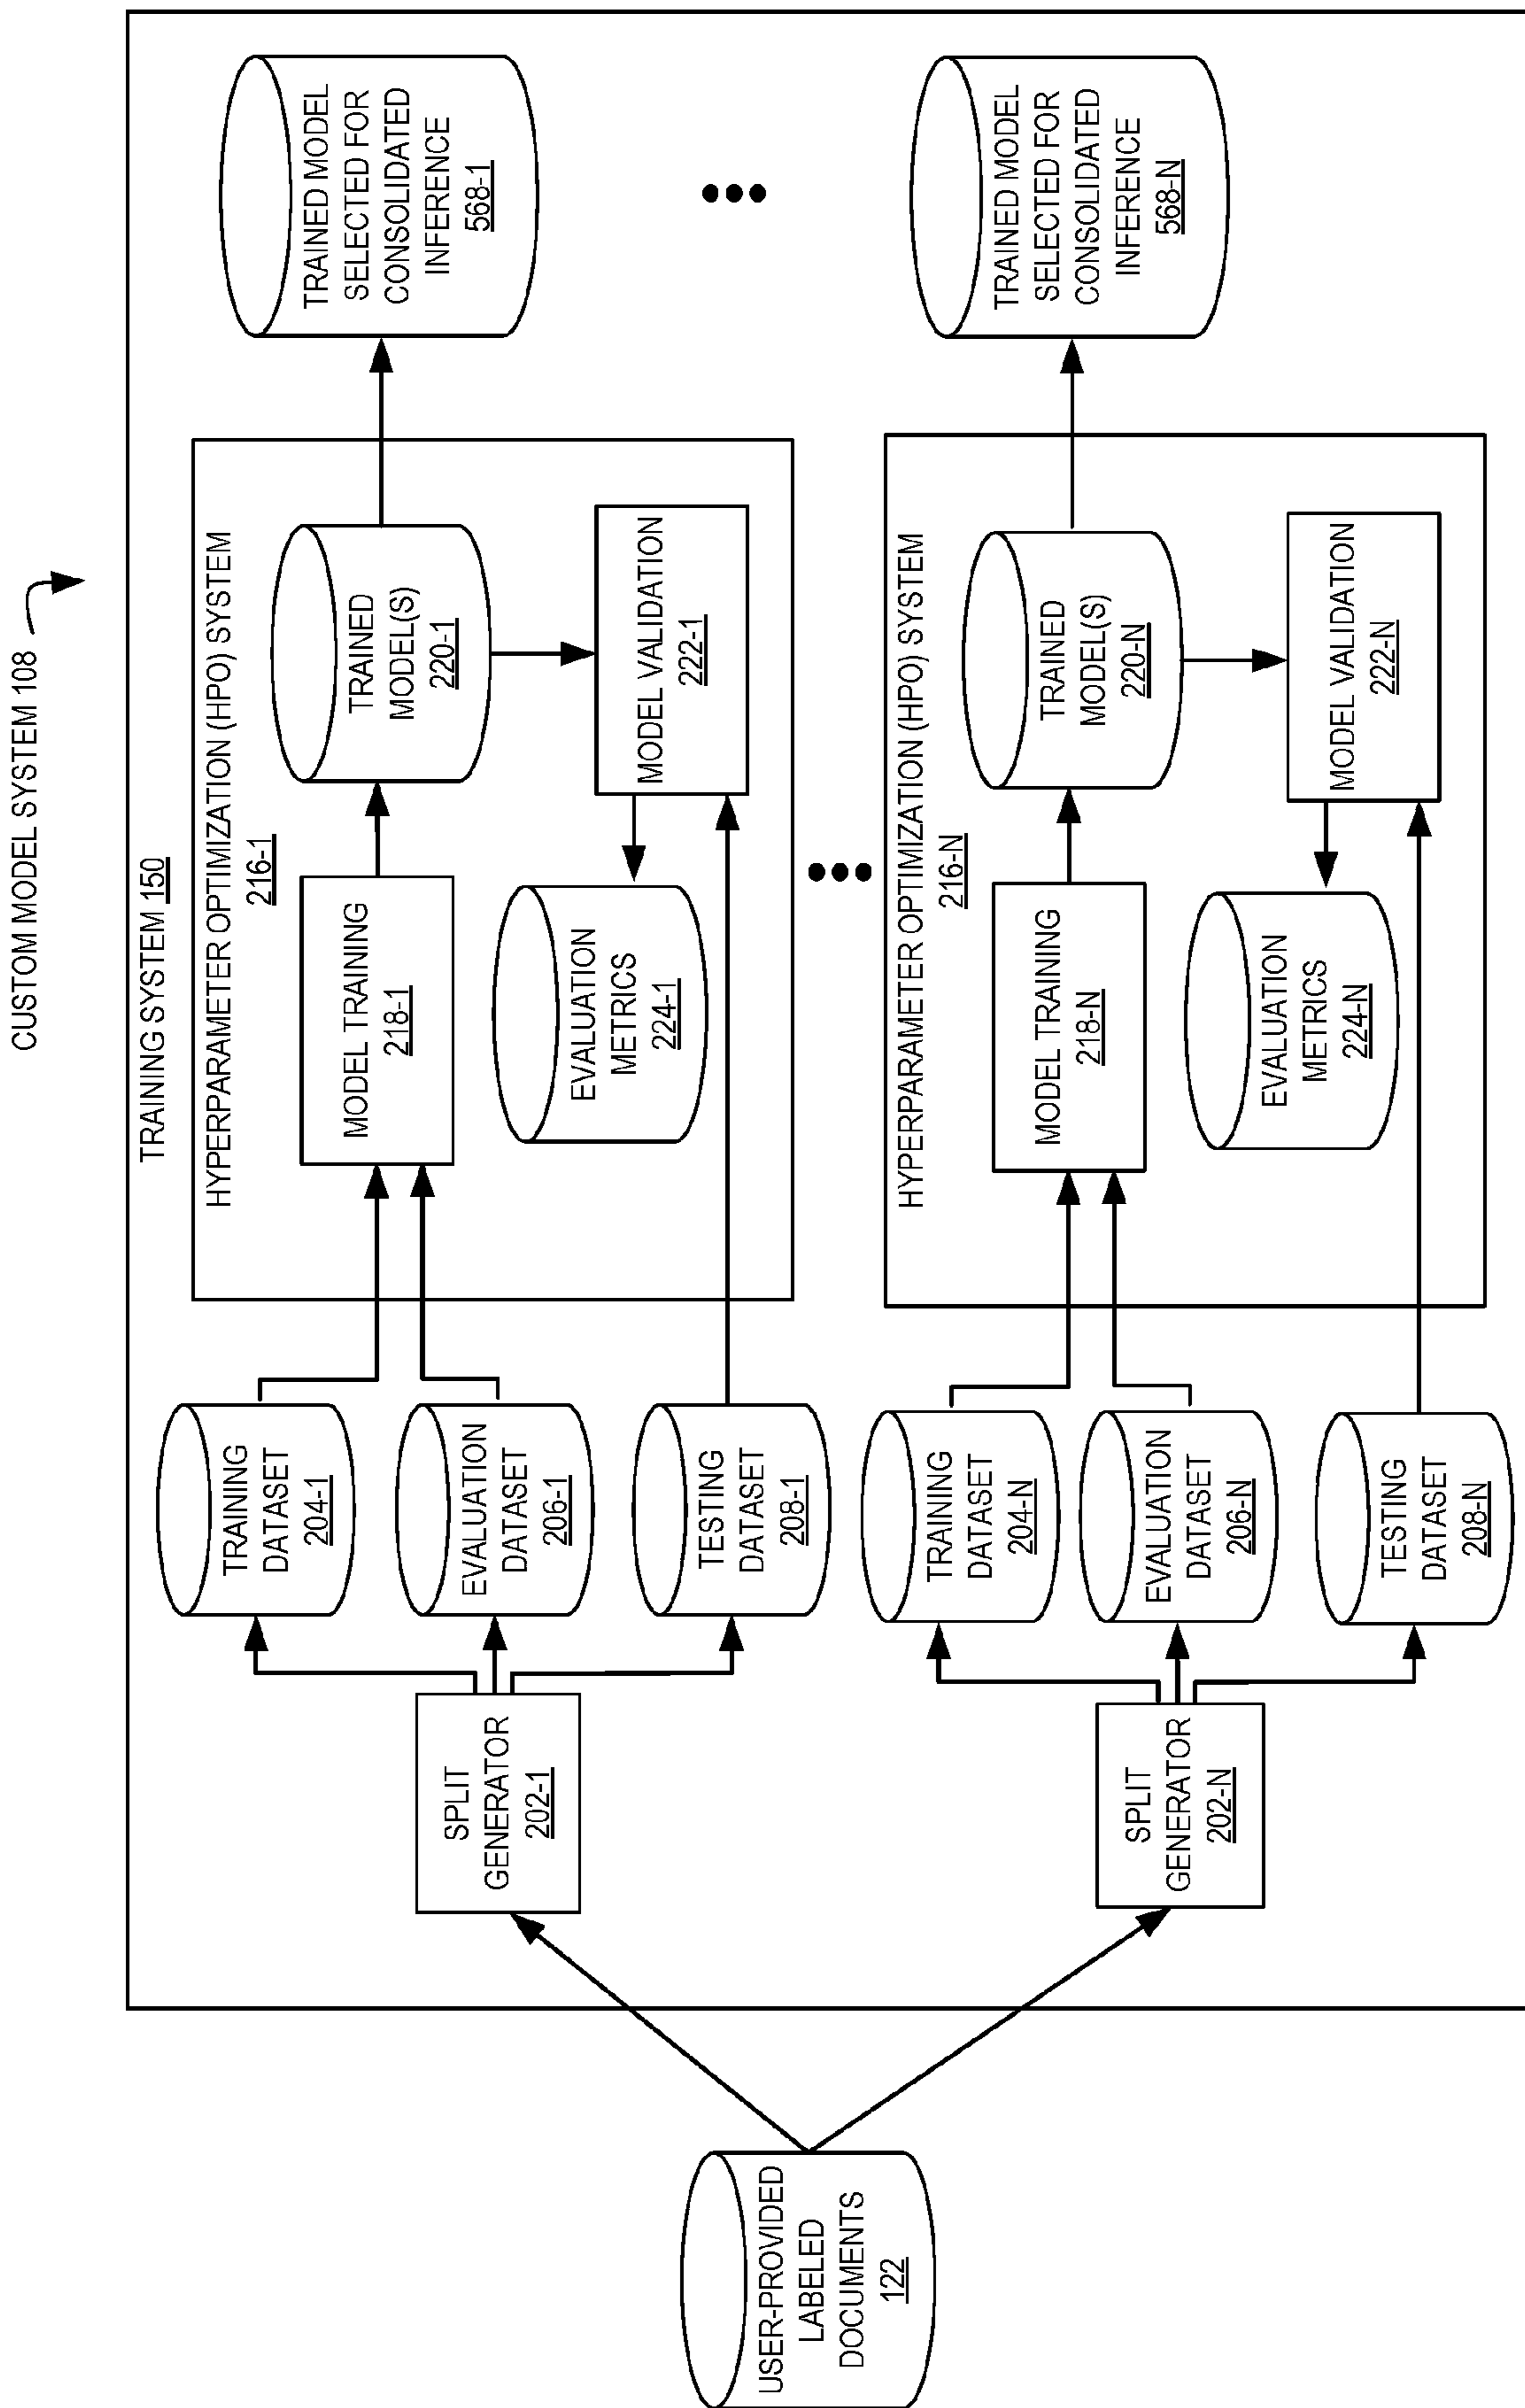 CUSTOM MODEL SYSTEM 108
TRAINING SYSTEM 150
USER-PROVIDED
LABELED
DOCUMENTS
122
SPLIT
GENERATOR
202-1
TRAINING
DATASET
204-1
EVALUATION
DATASET
206-1
TESTING
DATASET
208-1
HYPERPARAMETER OPTIMIZATION (HPO) SYSTEM
216-1
MODEL TRAINING
218-1
TRAINED
MODEL(S)
220-1
MODEL VALIDATION
222-1
EVALUATION
METRICS
224-1
TRAINED MODEL
SELECTED FOR
CONSOLIDATED
INFERENCE
568-1
SPLIT
GENERATOR
202-N
TRAINING
DATASET
204-N
EVALUATION
DATASET
206-N
TESTING
DATASET
208-N
HYPERPARAMETER OPTIMIZATION (HPO) SYSTEM
216-N
MODEL TRAINING
218-N
TRAINED
MODEL(S)
220-N
MODEL VALIDATION
222-N
EVALUATION
METRICS
224-N
TRAINED MODEL
SELECTED FOR
CONSOLIDATED
INFERENCE
568-N